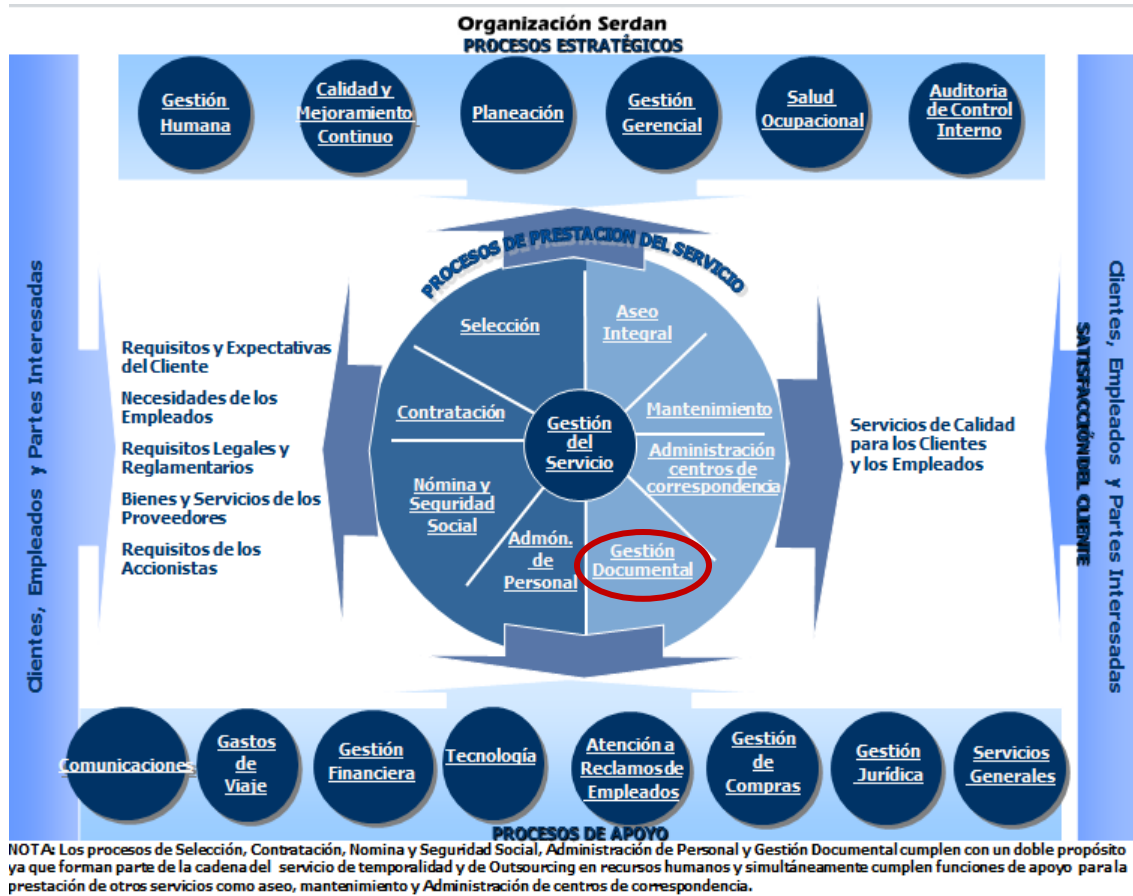 Organización Serdan
PROCESOS ESTRATÉGICOS
Gestión
Humana
Calidad y
Mejoramiento
Continuo
Planeación
Gestión
Gerencial
Salud
Ocupacional
Auditoria
de Control
Interno
Clientes, Empleados y Partes Interesadas
Requisitos y Expectativas
del Cliente
Necesidades de los
Empleados
Requisitos Legales y
Reglamentarios
Bienes y Servicios de los
Proveedores
Requisitos de los
Accionistas
PROCESOS DE PRESTACION DEL SERVICIO
Selección
Contratación
Nómina y
Seguridad
Social
Admón.
de
Personal
Gestión
del
Servicio
Aseo
Integral
Mantenimiento
Administración
centros de
correspondencia
Gestión
Documental
Servicios de Calidad
para los Clientes
y los Empleados
SATISFACCIÓN DEL CLIENTE
Clientes, Empleados y Partes Interesadas
Comunicaciones
Gastos
de
Viaje
Gestión
Financiera
Tecnología
Atención a
Reclamos de
Empleados
Gestión
de
Compras
Gestión
Jurídica
Servicios
Generales
PROCESOS DE APOYO
NOTA: Los procesos de Selección, Contratación, Nomina y Seguridad Social, Administración de Personal y Gestión Documental cumplen con un doble propósito
ya que forman parte de la cadena del servicio de temporalidad y de Outsourcing en recursos humanos y simultáneamente cumplen funciones de apoyo para la
prestación de otros servicios como aseo, mantenimiento y Administración de centros de correspondencia.